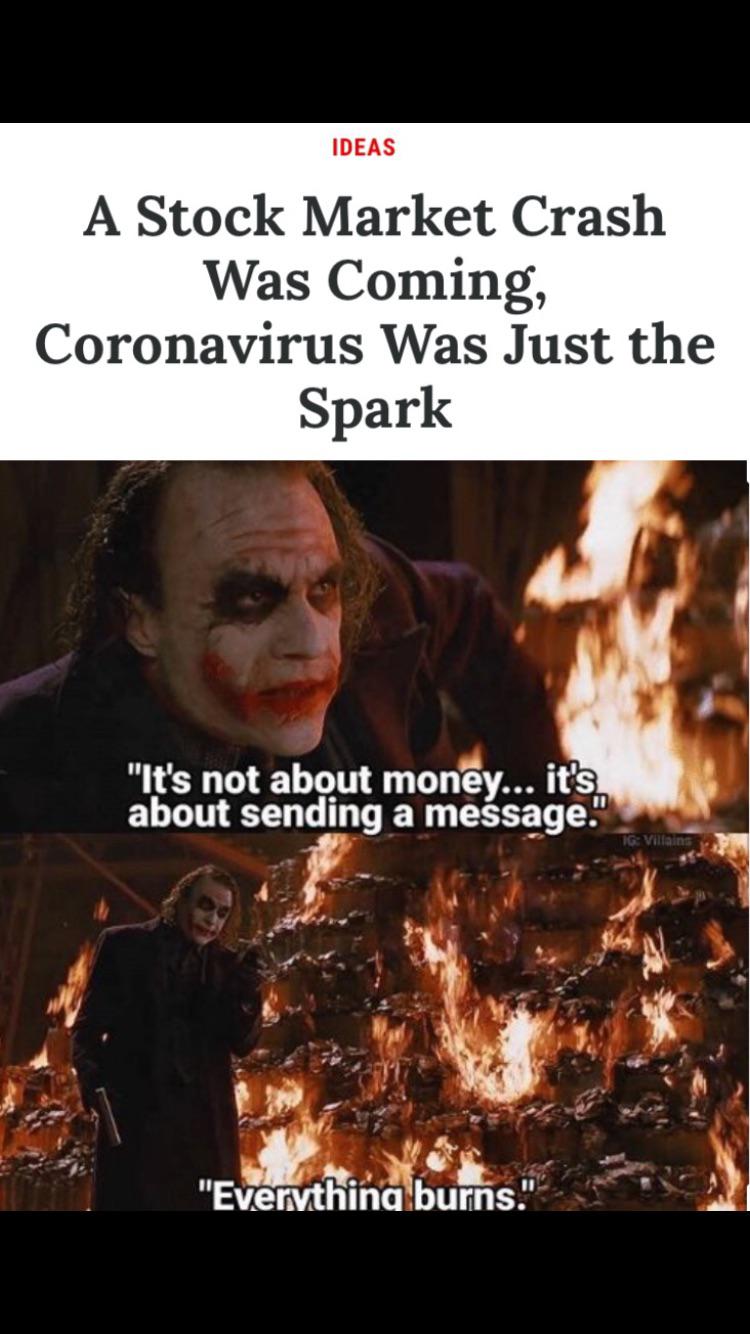 IDEAS
A Stock Market Crash
Was Coming,
Coronavirus Was Just the
Spark
"It's not about money... it's
about sending a message."
IG: Villains
"Everything burns."